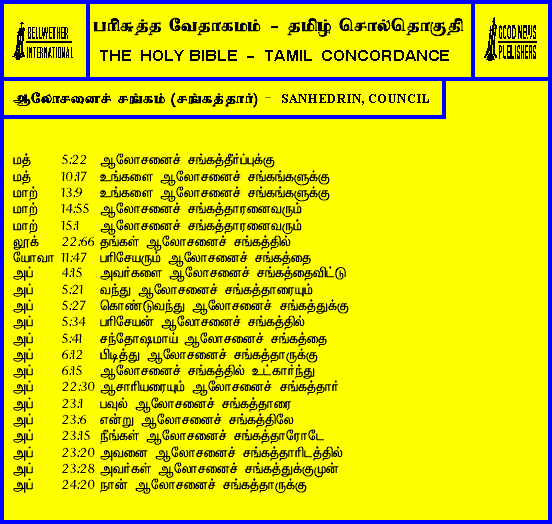 BELLWETHER
INTERNATIONAL
பரிசுத்த வேதாகமம் - தமிழ் சொல்தொகுதி
THE HOLY BIBLE - TAMIL CONCORDANCE
GOOD NEWS
PUBLISHERS
ஆலோசனைச் சங்கம் (சங்கத்தார்) - SANHEDRIN, COUNCIL
மத் 5:22 ஆலோசனைச் சங்கத்தீர்ப்புக்கு
மத் 10:17 உங்களை ஆலோசனைச் சங்கங்களுக்கு
மாற் 13:9 உங்களை ஆலோசனைச் சங்கங்களுக்கு
மாற் 14:55 ஆலோசனைச் சங்கத்தாரனைவரும்
மாற் 15:1 ஆலோசனைச் சங்கத்தாரனைவரும்
லூக் 22:66 தங்கள் ஆலோசனைச் சங்கத்தில்
யோவா 11:47 பரிசேயரும் ஆலோசனைச் சங்கத்தை
அப் 4:15 அவர்களை ஆலோசனைச் சங்கத்தைவிட்டு
அப் 5:21 வந்து ஆலோசனைச் சங்கத்தாரையும்
அப் 5:27 கொண்டுவந்து ஆலோசனைச் சங்கத்துக்கு
அப் 5:34 பரிசேயன் ஆலோசனைச் சங்கத்தில்
அப் 5:41 சந்தோஷமாய் ஆலோசனைச் சங்கத்தை
அப் 6:12 பிடித்து ஆலோசனைச் சங்கத்தாருக்கு
அப் 6:15 ஆலோசனைச் சங்கத்தில் உட்கார்ந்து
அப் 22:30 ஆசாரியரையும் ஆலோசனைச் சங்கத்தார்
அப் 23:1 பவுல் ஆலோசனைச் சங்கத்தாரை
அப் 23:6 என்று ஆலோசனைச் சங்கத்திலே
அப் 23:15 நீங்கள் ஆலோசனைச் சங்கத்தாரோடே
அப் 23:20 அவனை ஆலோசனைச் சங்கத்தாரிடத்தில்
அப் 23:28 அவர்கள் ஆலோசனைச் சங்கத்துக்குமுன்
அப் 24:20 நான் ஆலோசனைச் சங்கத்தாருக்கு